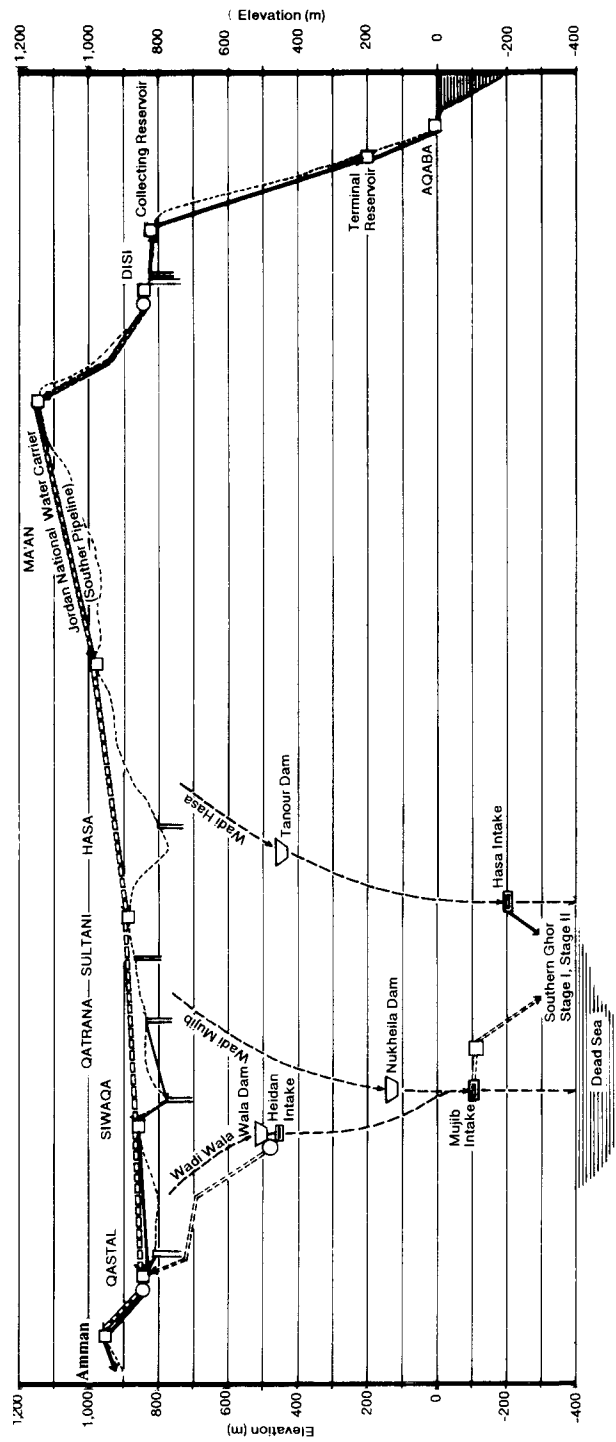 Elevation (m)
1,200
1,000
800
600
400
200
0
-200
-400
Amman
QASTAL
SIWAQA
QATRANA
SULTANI
HASA
MA'AN
Jordan National Water Carrier
(Souther Pipeline)
DISI
Collecting Reservoir
Terminal
Reservoir
AQABA
Wadi Wala
Wala Dam
Heidan
Intake
Wadi Mujib
Nukheila Dam
Mujib
Intake
Wadi Hasa
Tanour Dam
Hasa Intake
Southern Ghor
Stage I, Stage II
Dead Sea
Elevation (m)
1,200
1,000
800
600
400
200
0
-200
-400